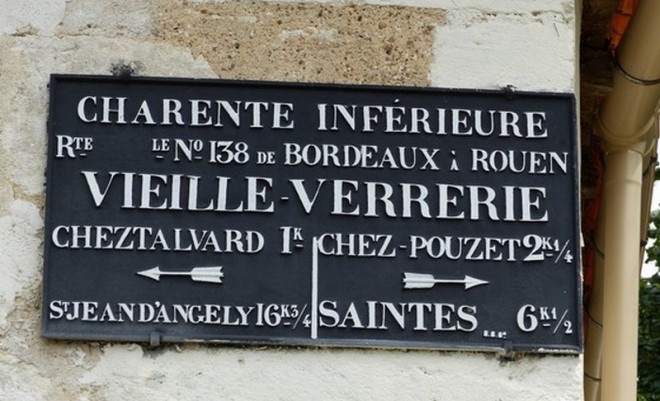 CHARENTE INFÉRIEURE
RTE LE NO 138 DE BORDEAUX À ROUEN
VIEILLE-VERRERIE
CHEZTALVARD 1K CHEZ-POUZET 2K1/4
ST JEAN D'ANGELY 16K3/4 SAINTES 6K1/2